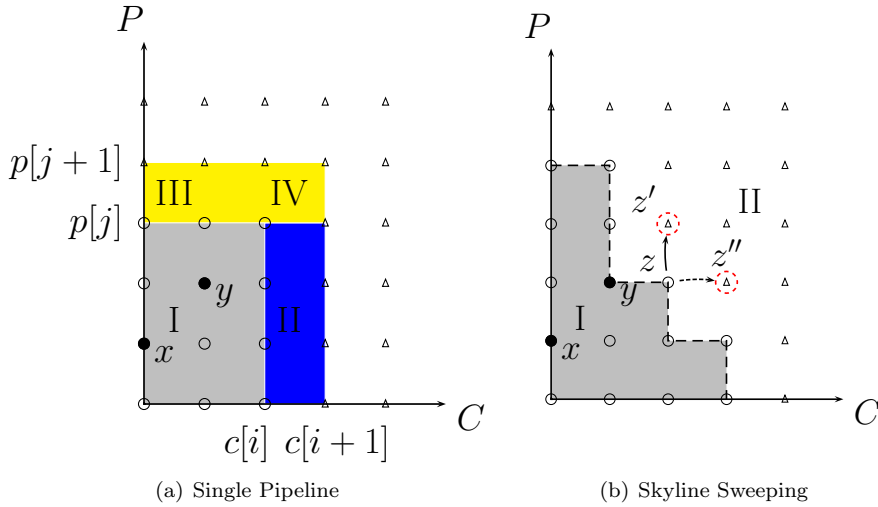 P
p[j + 1]
III
IV
p[j]
y
I
II
x
C
c[i]
c[i + 1]
(a) Single Pipeline
P
z′
II
z″
z
y
I
x
C
(b) Skyline Sweeping